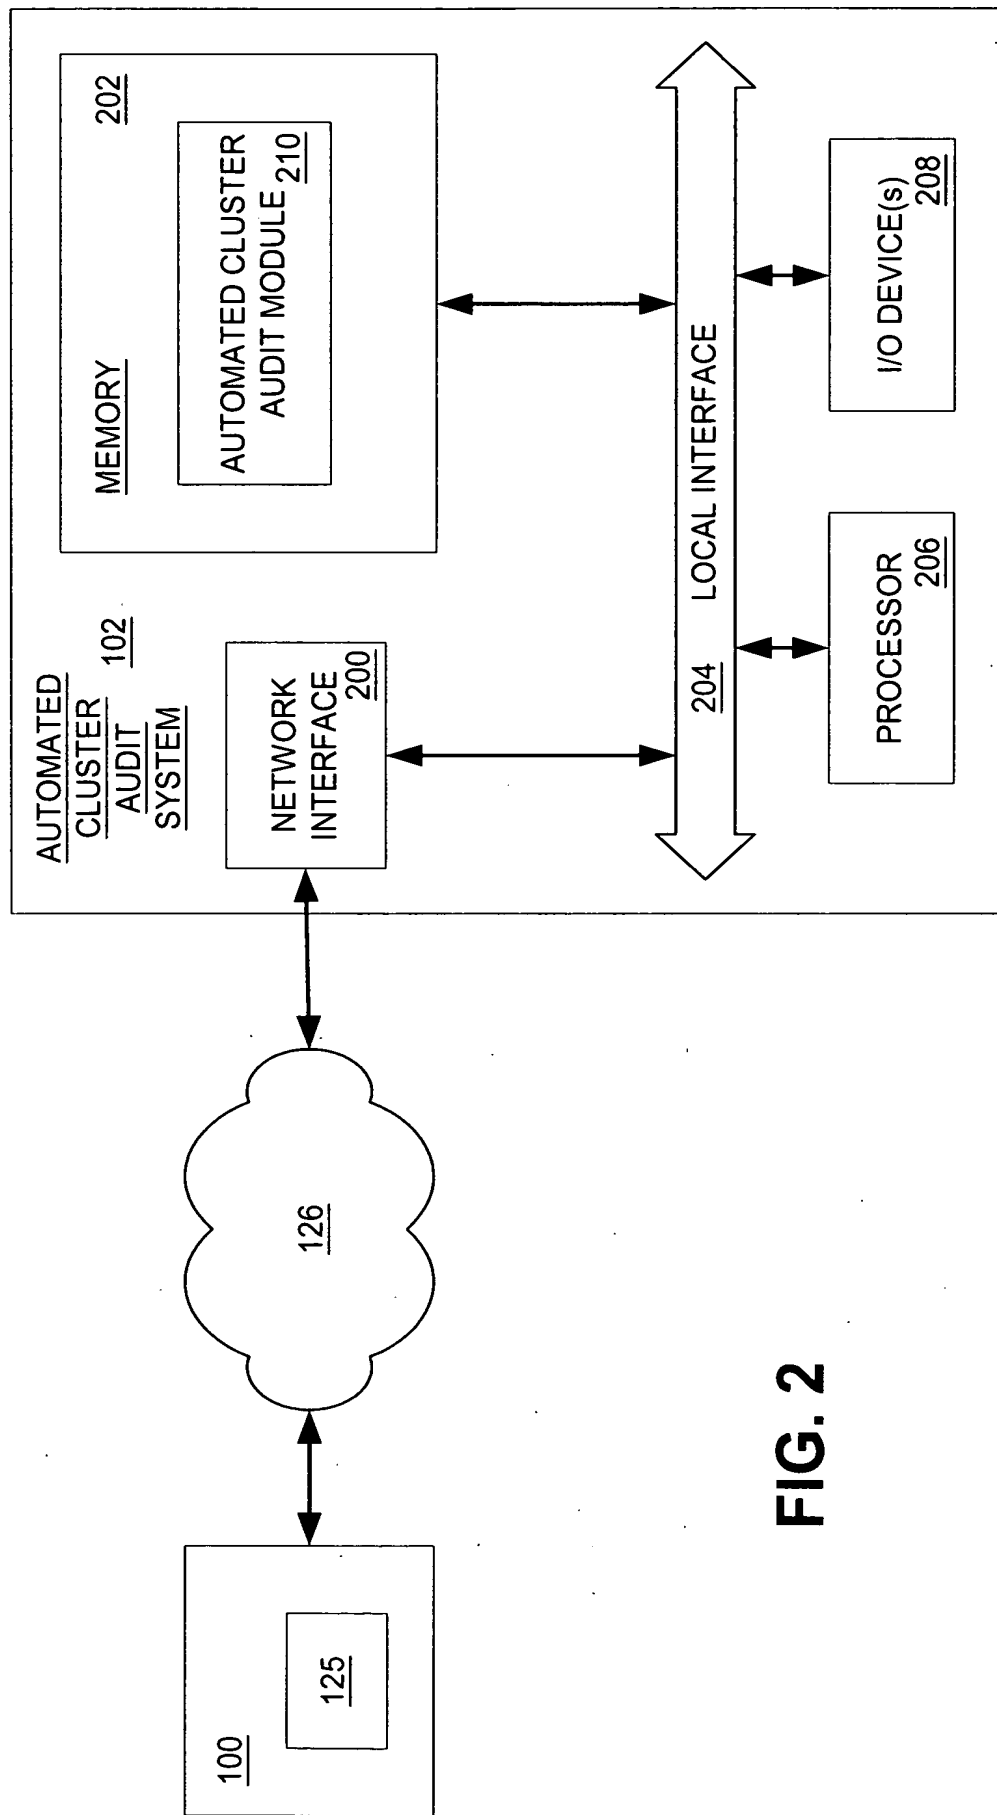 AUTOMATED
CLUSTER
AUDIT
SYSTEM
102
MEMORY
202
AUTOMATED CLUSTER
AUDIT MODULE
210
NETWORK
INTERFACE
200
100
125
126
204
LOCAL INTERFACE
PROCESSOR
206
I/O DEVICE(s)
208
FIG. 2